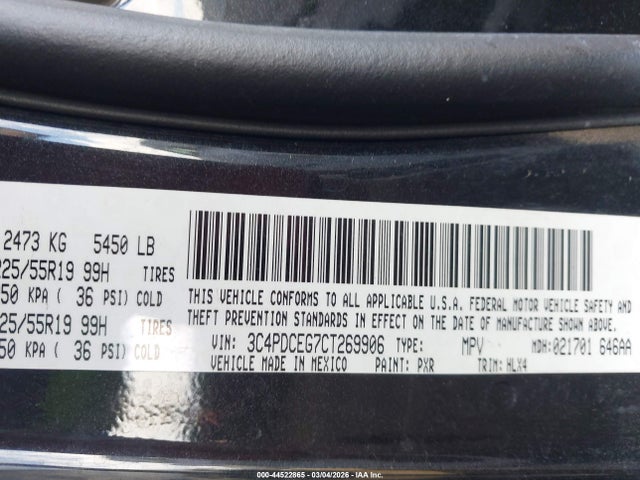 2473 KG 5450 LB
225/55R19 99H TIRES
50 KPA ( 36 PSI) COLD
25/55R19 99H TIRES
50 KPA ( 36 PSI) COLD
THIS VEHICLE CONFORMS TO ALL APPLICABLE U.S.A. FEDERAL MOTOR VEHICLE SAFETY AND
THEFT PREVENTION STANDARDS IN EFFECT ON THE DATE OF MANUFACTURE SHOWN ABOVE.
VIN: 3C4PDCEG7CT269906 TYPE: MPV MDH: 021701 646AA
VEHICLE MADE IN MEXICO PAINT: PXR TRIM: HLX4
000-44522865 - 03/04/2026 - IAA Inc.